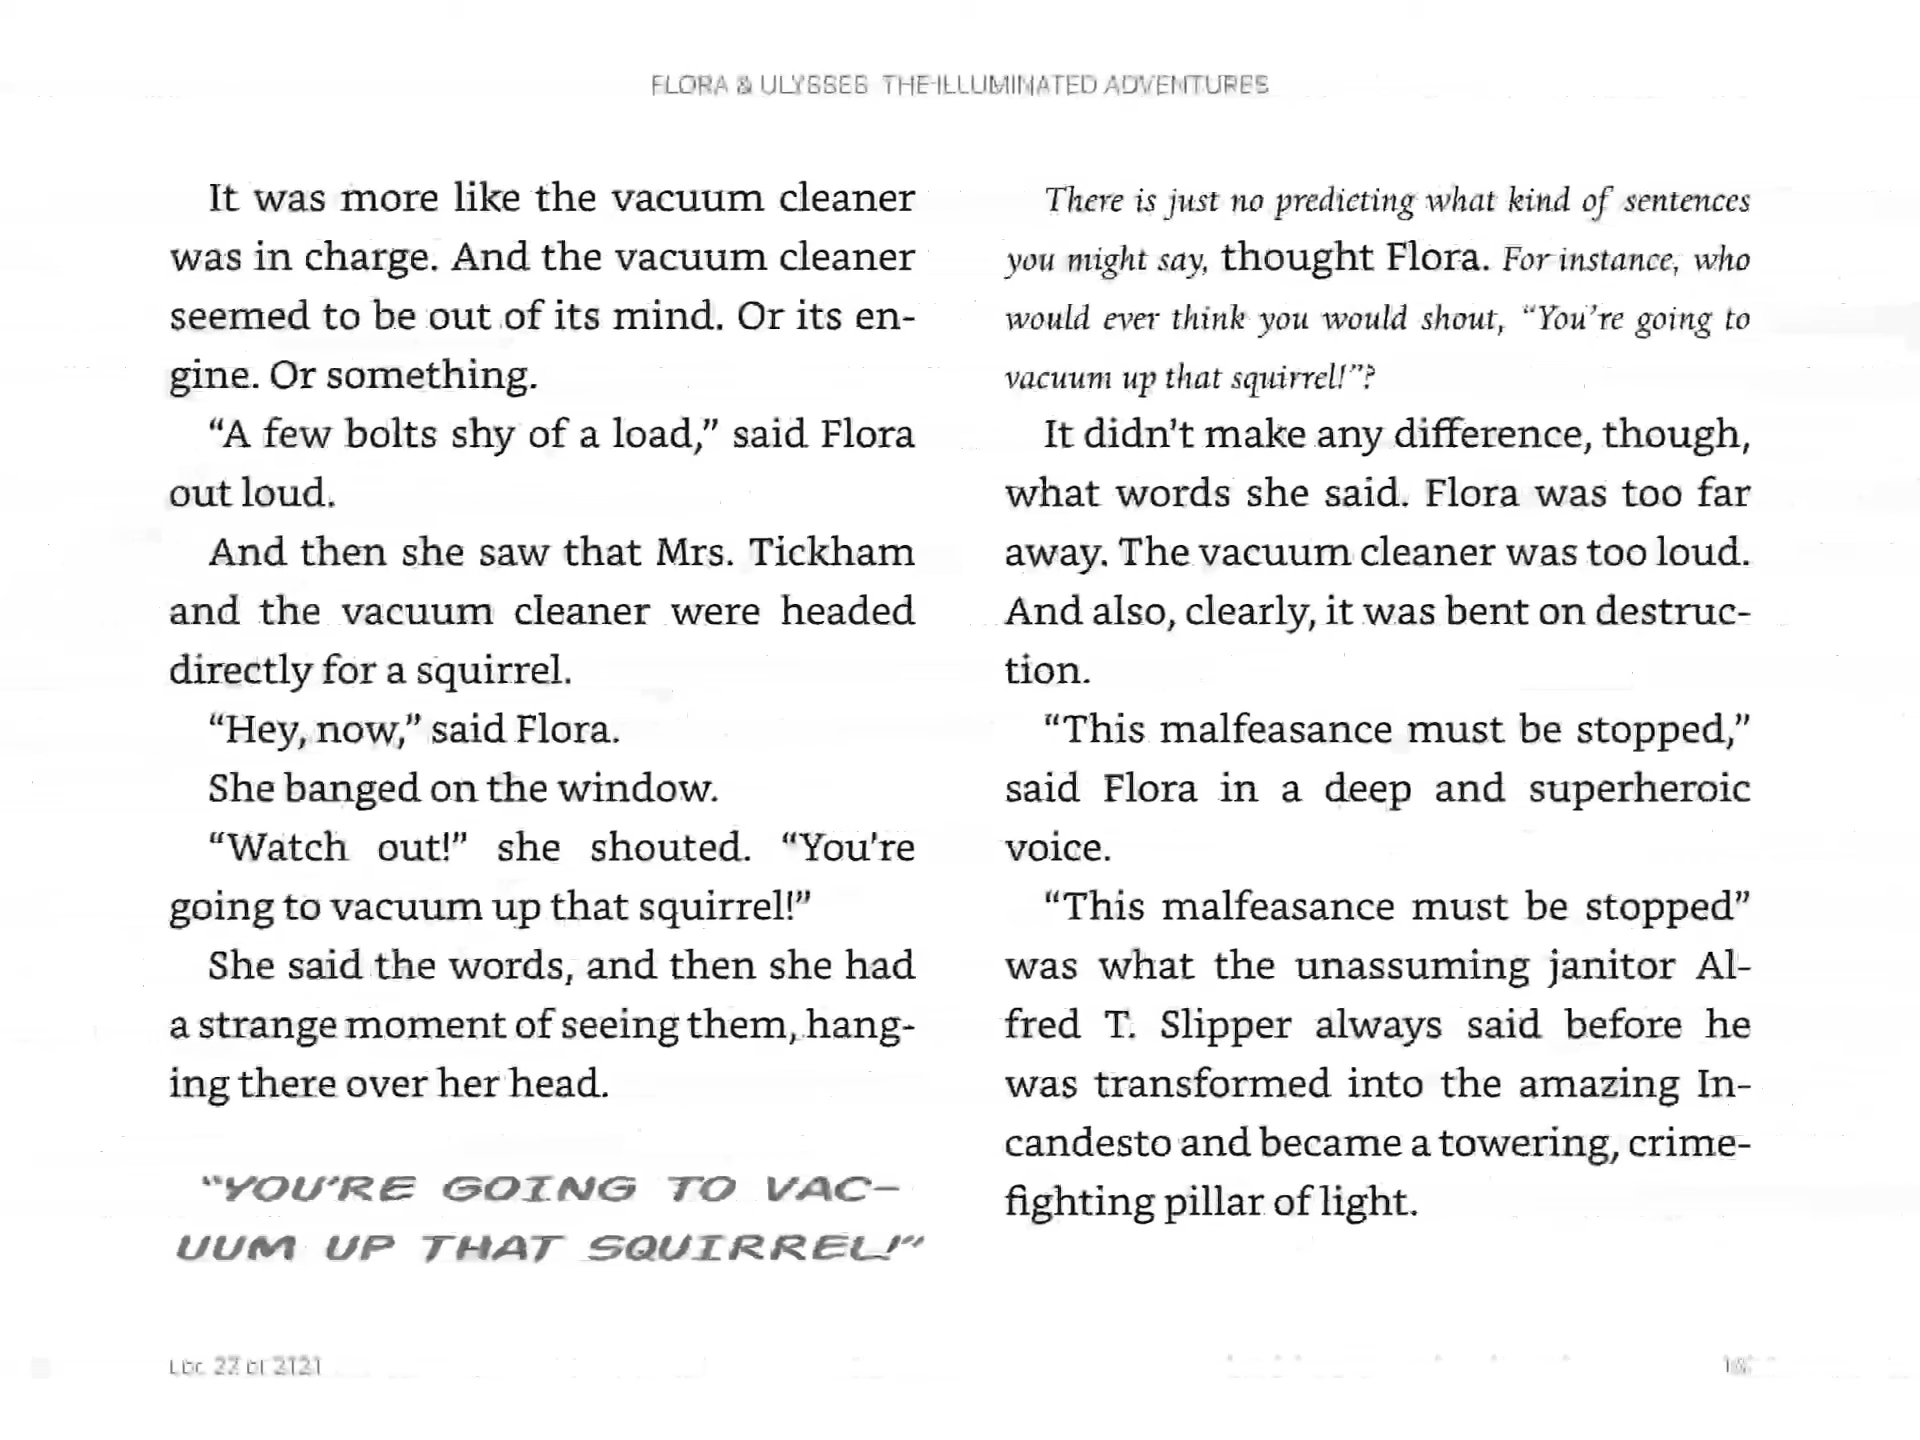 FLORA & ULYSSES THE ILLUMINATED ADVENTURES
It was more like the vacuum cleaner
was in charge. And the vacuum cleaner
seemed to be out of its mind. Or its en-
gine. Or something.
“A few bolts shy of a load,” said Flora
out loud.
And then she saw that Mrs. Tickham
and the vacuum cleaner were headed
directly for a squirrel.
“Hey, now,” said Flora.
She banged on the window.
“Watch out!” she shouted. “You’re
going to vacuum up that squirrel!”
She said the words, and then she had
a strange moment of seeing them, hang-
ing there over her head.
“YOU’RE GOING TO VAC-
UUM UP THAT SQUIRREL!”
There is just no predicting what kind of sentences
you might say, thought Flora. For instance, who
would ever think you would shout, “You’re going to
vacuum up that squirrel!”?
It didn’t make any difference, though,
what words she said. Flora was too far
away. The vacuum cleaner was too loud.
And also, clearly, it was bent on destruc-
tion.
“This malfeasance must be stopped,”
said Flora in a deep and superheroic
voice.
“This malfeasance must be stopped”
was what the unassuming janitor Al-
fred T. Slipper always said before he
was transformed into the amazing In-
candesto and became a towering, crime-
fighting pillar of light.
Loc 22 of 2121